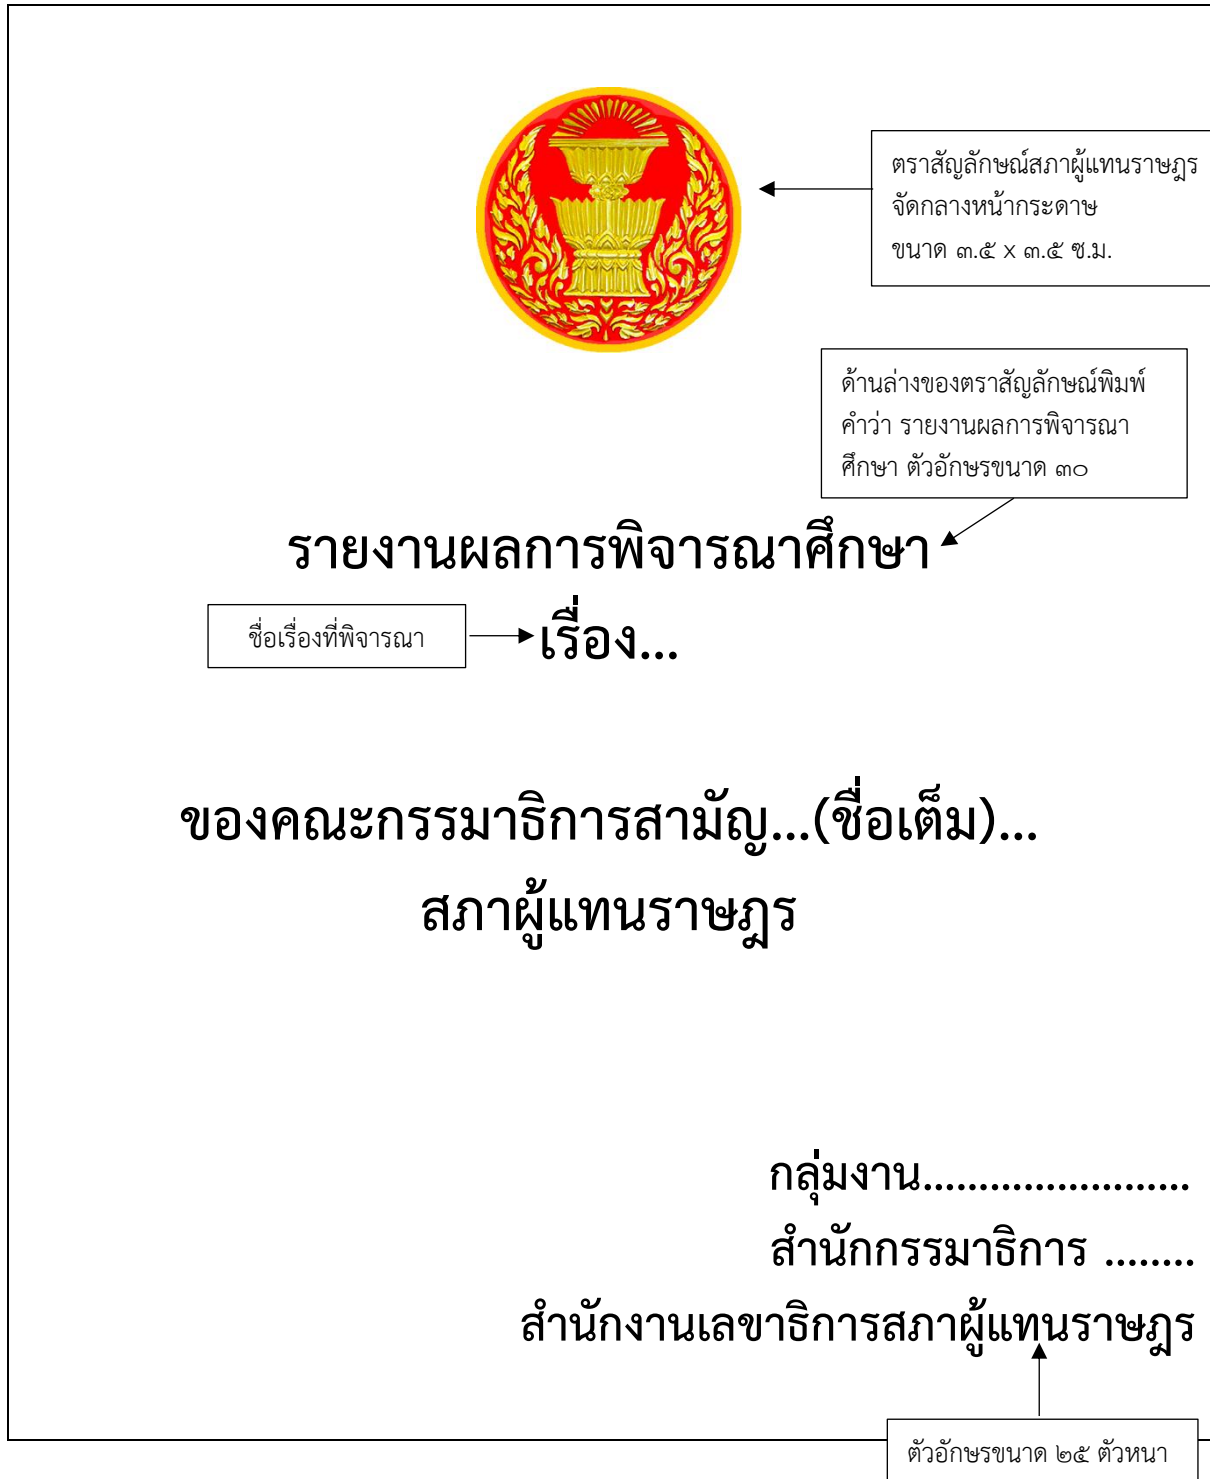 ตราสัญลักษณ์สภาผู้แทนราษฎร
จัดกลางหน้ากระดาษ
ขนาด ๓.๕ x ๓.๕ ซ.ม.
ด้านล่างของตราสัญลักษณ์พิมพ์
คำว่า รายงานผลการพิจารณา
ศึกษา ตัวอักษรขนาด ๓๐
รายงานผลการพิจารณาศึกษา
ชื่อเรื่องที่พิจารณา
เรื่อง...
ของคณะกรรมาธิการสามัญ...(ชื่อเต็ม)...
สภาผู้แทนราษฎร
กลุ่มงาน........................
สำนักกรรมาธิการ ........
สำนักงานเลขาธิการสภาผู้แทนราษฎร
ตัวอักษรขนาด ๒๕ ตัวหนา